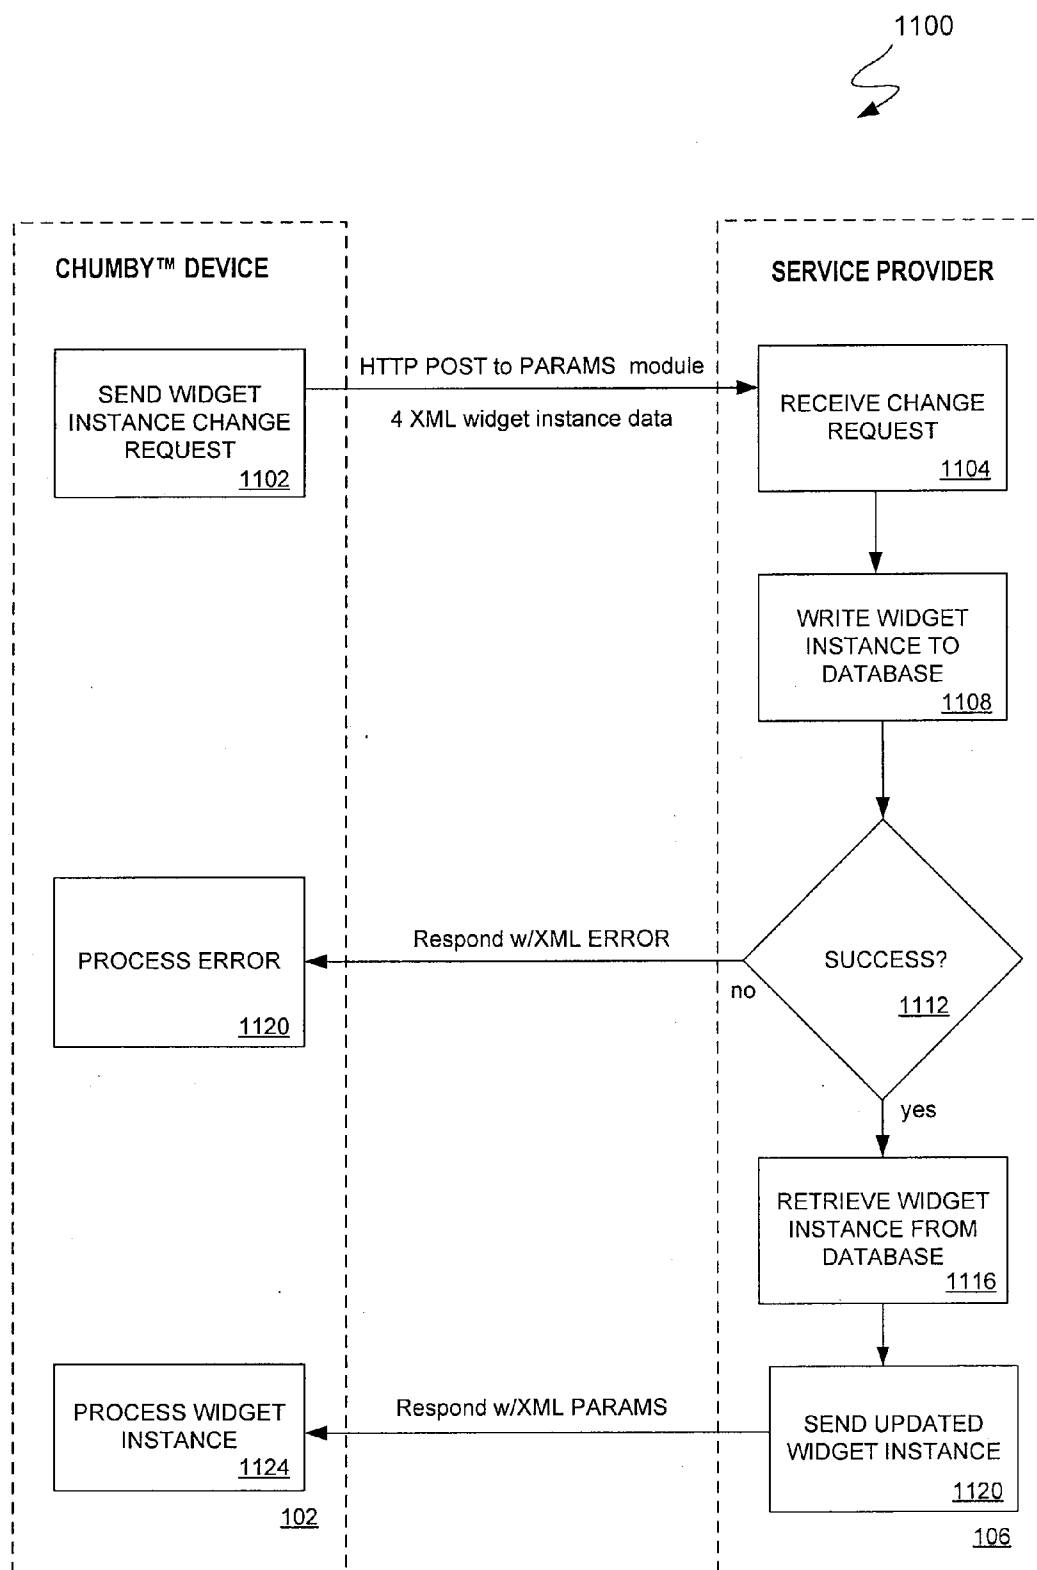 1100
CHUMBY™ DEVICE
SERVICE PROVIDER
SEND WIDGET
INSTANCE CHANGE
REQUEST
1102
HTTP POST to PARAMS module
4 XML widget instance data
RECEIVE CHANGE
REQUEST
1104
WRITE WIDGET
INSTANCE TO
DATABASE
1108
SUCCESS?
1112
no
yes
Respond w/XML ERROR
PROCESS ERROR
1120
RETRIEVE WIDGET
INSTANCE FROM
DATABASE
1116
SEND UPDATED
WIDGET INSTANCE
1120
Respond w/XML PARAMS
PROCESS WIDGET
INSTANCE
1124
102
106